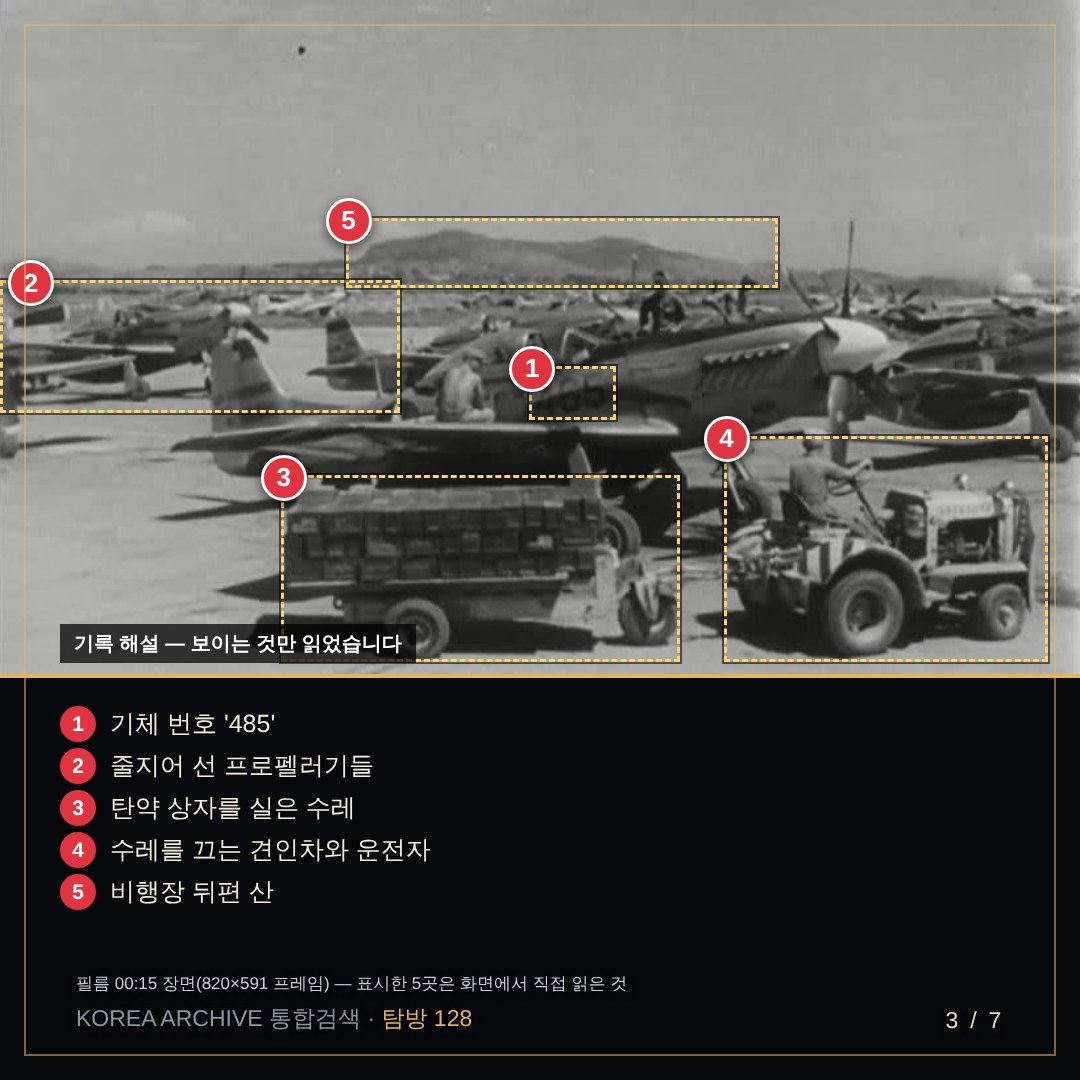 5
2
1
4
3
기록 해설 — 보이는 것만 읽었습니다
1 기체 번호 '485'
2 줄지어 선 프로펠러기들
3 탄약 상자를 실은 수레
4 수레를 끄는 견인차와 운전자
5 비행장 뒤편 산
필름 00:15 장면(820×591 프레임) — 표시한 5곳은 화면에서 직접 읽은 것
KOREA ARCHIVE 통합검색 · 탐방 128
3 / 7